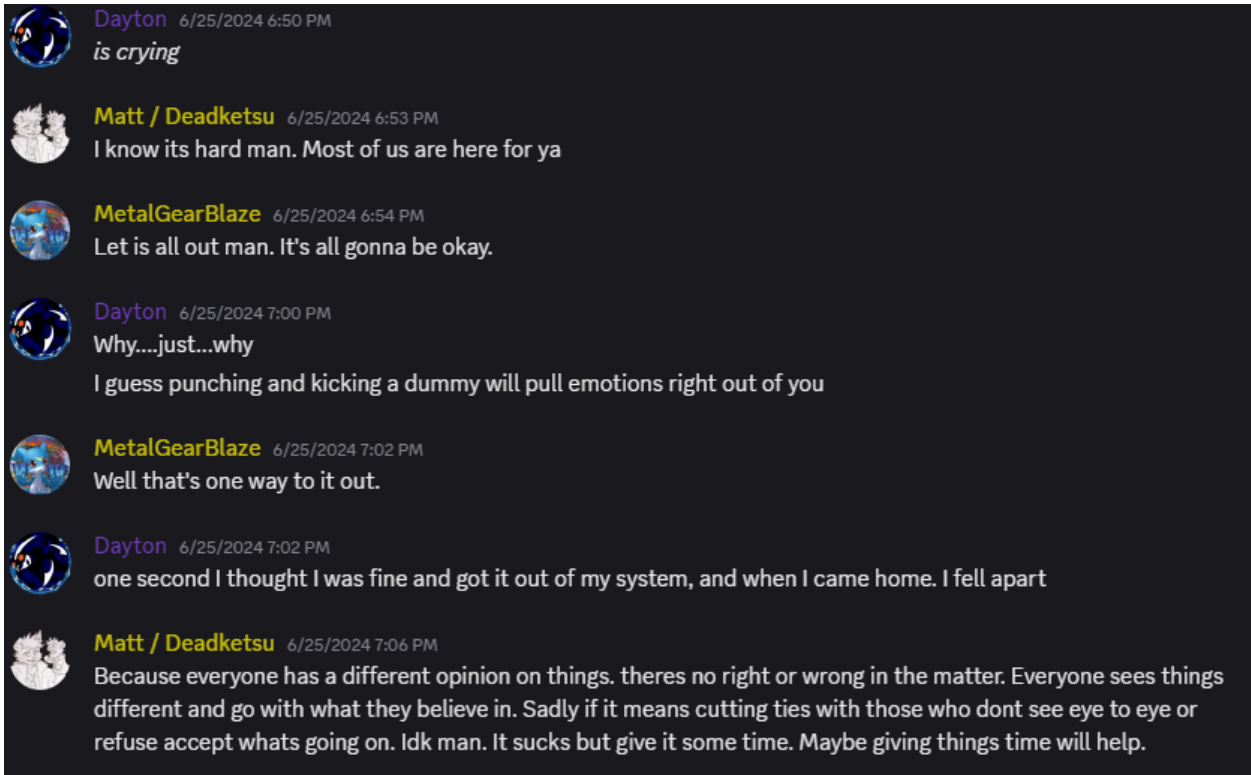 Dayton 6/25/2024 6:50 PM
is crying
Matt / Deadketsu 6/25/2024 6:53 PM
I know its hard man. Most of us are here for ya
MetalGearBlaze 6/25/2024 6:54 PM
Let is all out man. It's all gonna be okay.
Dayton 6/25/2024 7:00 PM
Why....just...why
I guess punching and kicking a dummy will pull emotions right out of you
MetalGearBlaze 6/25/2024 7:02 PM
Well that's one way to it out.
Dayton 6/25/2024 7:02 PM
one second I thought I was fine and got it out of my system, and when I came home. I fell apart
Matt / Deadketsu 6/25/2024 7:06 PM
Because everyone has a different opinion on things. theres no right or wrong in the matter. Everyone sees things
different and go with what they believe in. Sadly if it means cutting ties with those who dont see eye to eye or
refuse accept whats going on. Idk man. It sucks but give it some time. Maybe giving things time will help.